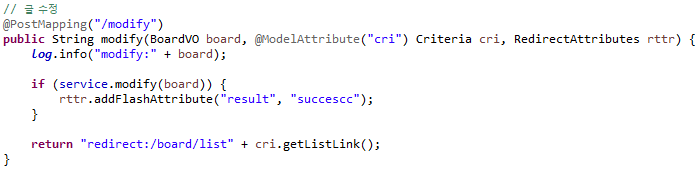 // 글 수정
@PostMapping("/modify")
public String modify(BoardVO board, @ModelAttribute("cri") Criteria cri, RedirectAttributes rttr) {
    log.info("modify:" + board);

    if (service.modify(board)) {
        rttr.addFlashAttribute("result", "succescc");
    }

    return "redirect:/board/list" + cri.getListLink();
}